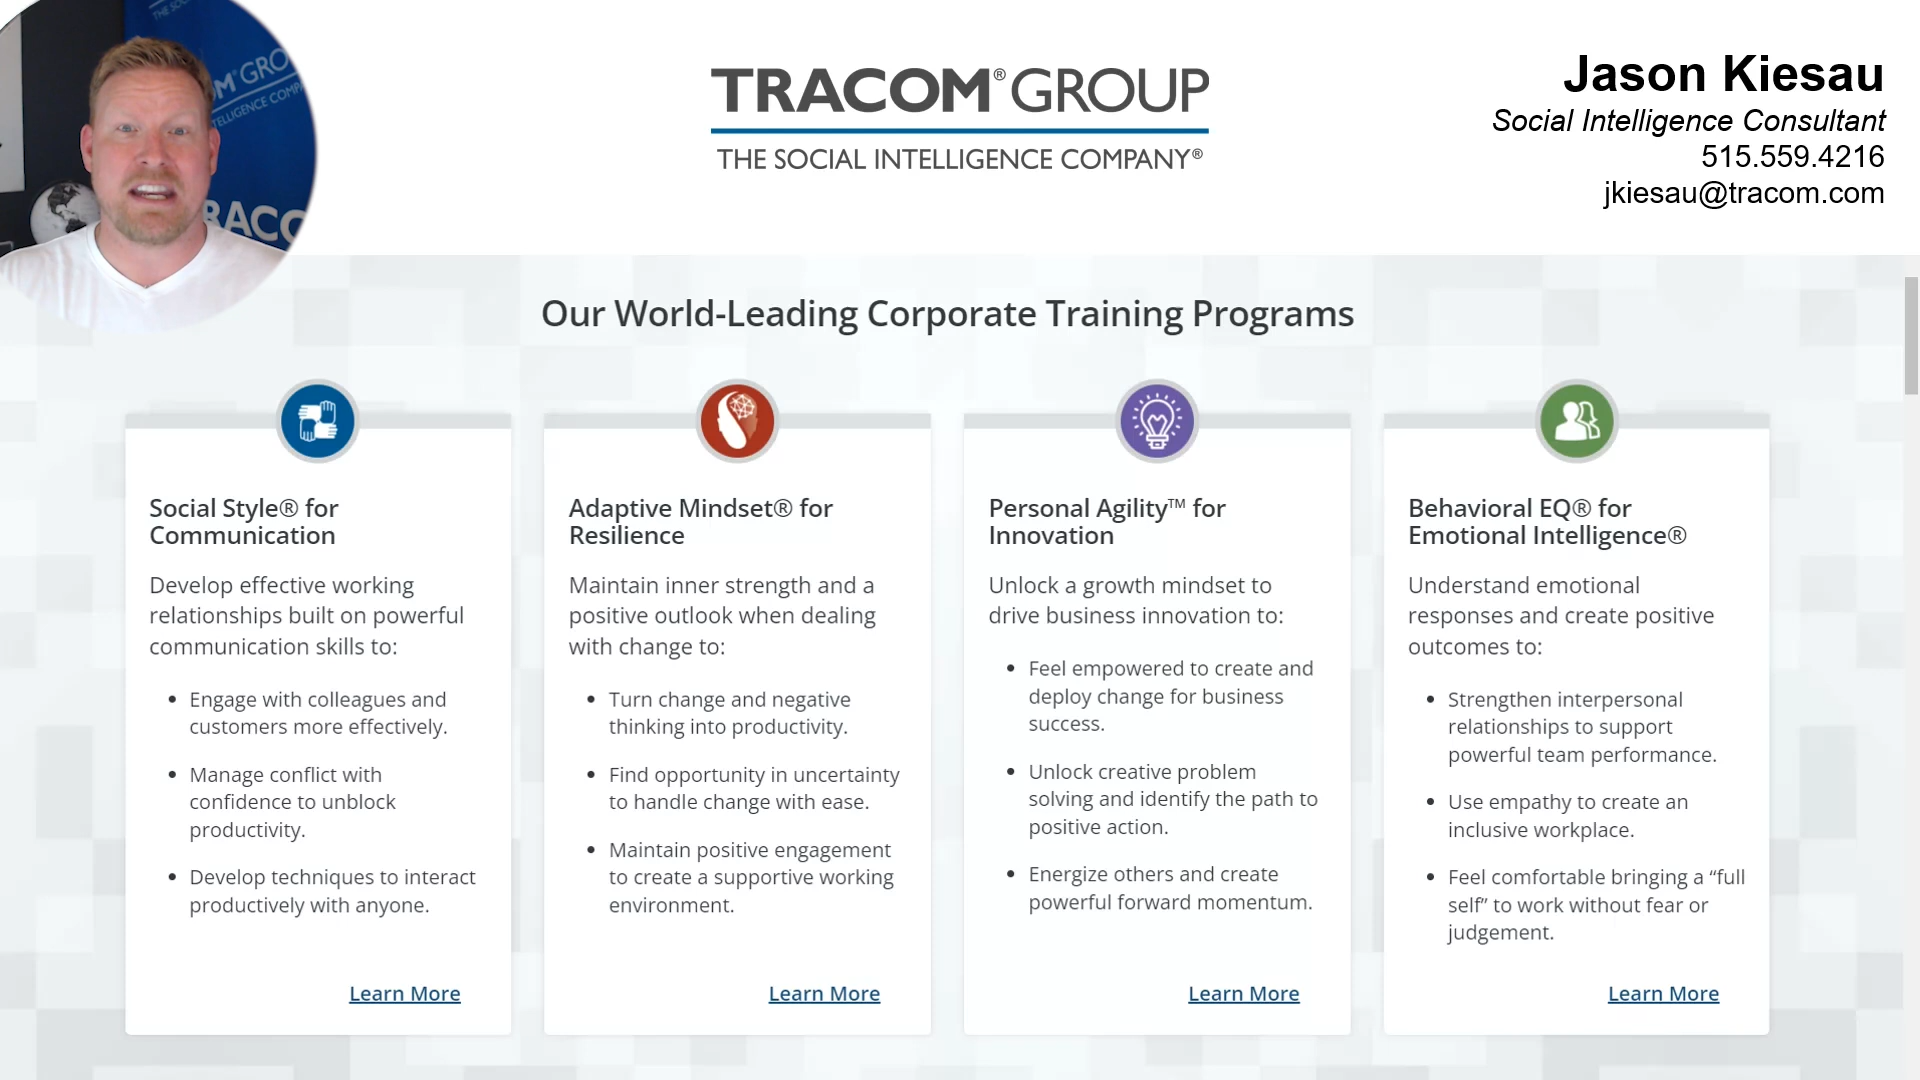 TRACOM® GROUP
THE SOCIAL INTELLIGENCE COMPANY®
Jason Kiesau
Social Intelligence Consultant
515.559.4216
jkiesau@tracom.com
Our World-Leading Corporate Training Programs
Social Style® for
Communication
Develop effective working
relationships built on powerful
communication skills to:
• Engage with colleagues and
customers more effectively.
• Manage conflict with
confidence to unblock
productivity.
• Develop techniques to interact
productively with anyone.
Learn More
Adaptive Mindset® for
Resilience
Maintain inner strength and a
positive outlook when dealing
with change to:
• Turn change and negative
thinking into productivity.
• Find opportunity in uncertainty
to handle change with ease.
• Maintain positive engagement
to create a supportive working
environment.
Learn More
Personal Agility™ for
Innovation
Unlock a growth mindset to
drive business innovation to:
• Feel empowered to create and
deploy change for business
success.
• Unlock creative problem
solving and identify the path to
positive action.
• Energize others and create
powerful forward momentum.
Learn More
Behavioral EQ® for
Emotional Intelligence®
Understand emotional
responses and create positive
outcomes to:
• Strengthen interpersonal
relationships to support
powerful team performance.
• Use empathy to create an
inclusive workplace.
• Feel comfortable bringing a “full
self” to work without fear or
judgement.
Learn More